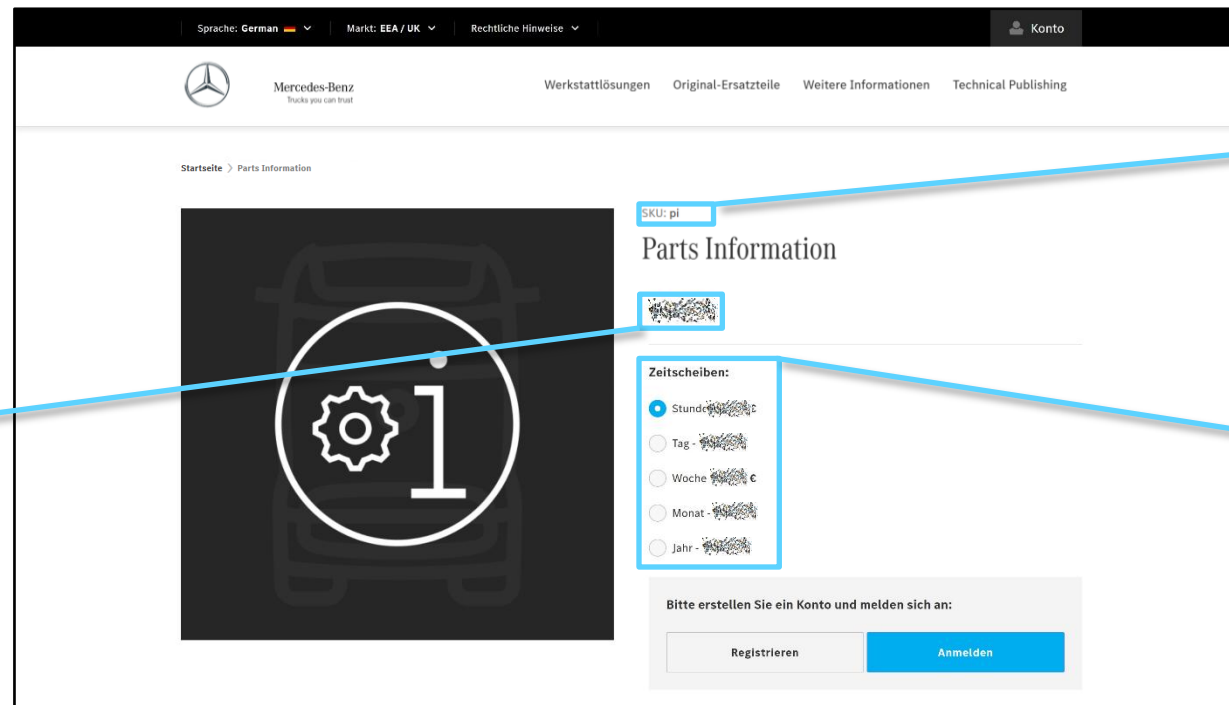 Sprache: German Markt: EEA / UK Rechtliche Hinweise Konto
Mercedes-Benz
Trucks you can trust
Werkstattlösungen Original-Ersatzteile Weitere Informationen Technical Publishing
Startseite > Parts Information
SKU: pi
Parts Information
Zeitscheiben:
Stunde
Tag -
Woche €
Monat -
Jahr -
Bitte erstellen Sie ein Konto und melden sich an:
Registrieren Anmelden